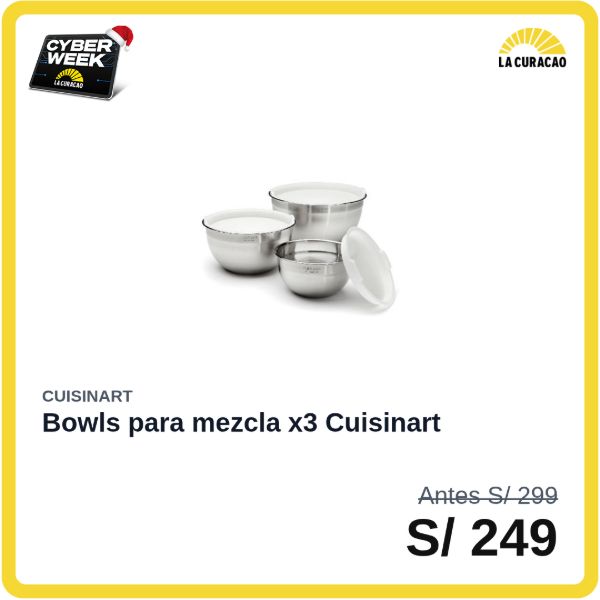 CYBER
WEEK
LA CURACAO
LA CURACAO
CUISINART
Bowls para mezcla x3 Cuisinart
Antes S/ 299
S/ 249